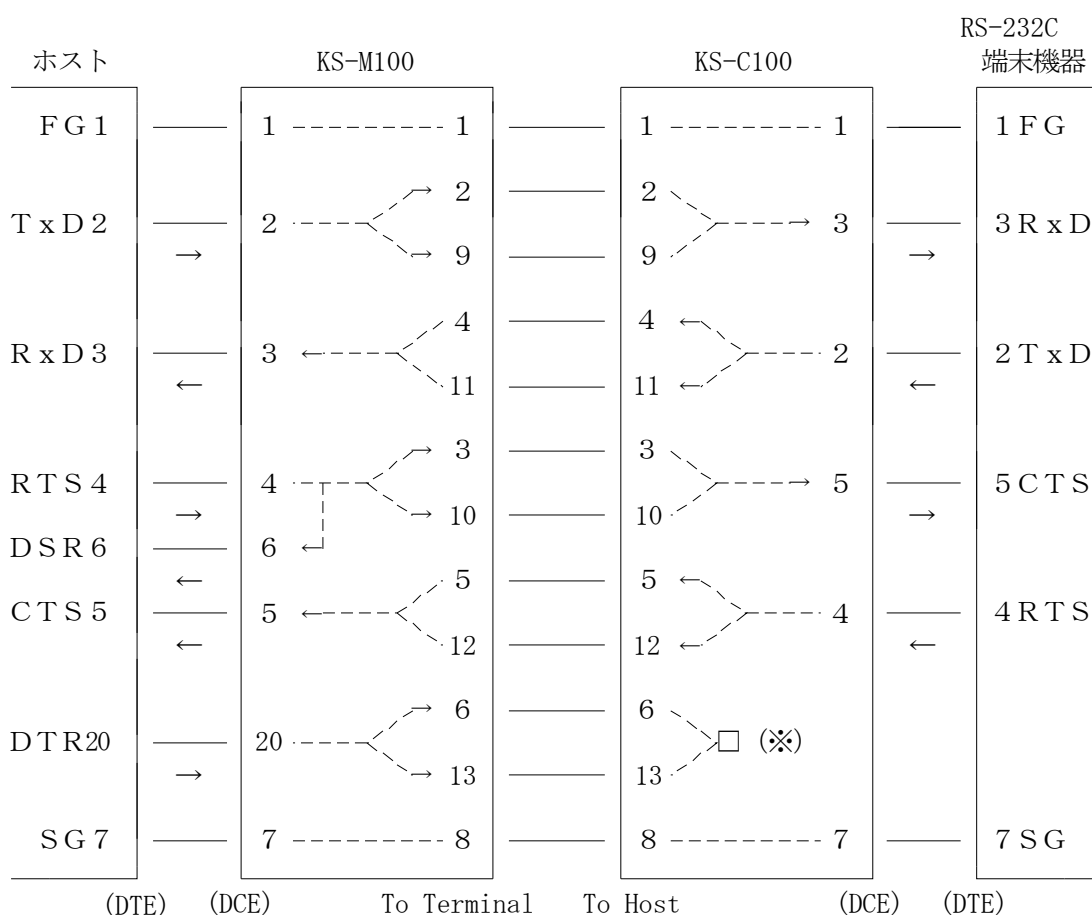 RS-232C
ホスト KS-M100 KS-C100 端末機器
FG1 1 1 1 1 1FG
2 2
TxD2 2 3 3RxD
→ 9 9 →
4 4
RxD3 3 2 2TxD
← 11 11 ←
3 3
RTS4 4 5 5CTS
→ 10 10 →
DSR6 6
← 5 5
CTS5 5 4 4RTS
← 12 12 ←
6 6
DTR20 20 □ (※)
→ 13 13
SG7 7 8 8 7 7SG
(DTE) (DCE) To Terminal To Host (DCE) (DTE)